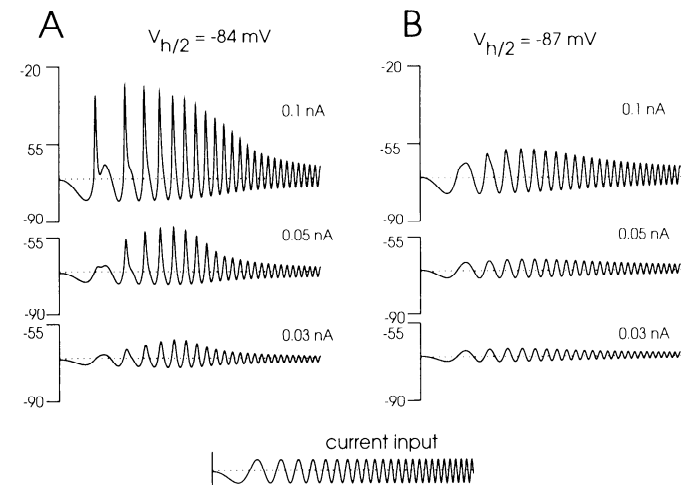 A
V h/2 = -84 mV
-20
0.1 nA
55
-90
-55
0.05 nA
-90
-55
0.03 nA
-90
B
V h/2 = -87 mV
-20
0.1 nA
55
-90
-55
0.05 nA
-90
-55
0.03 nA
-90
current input